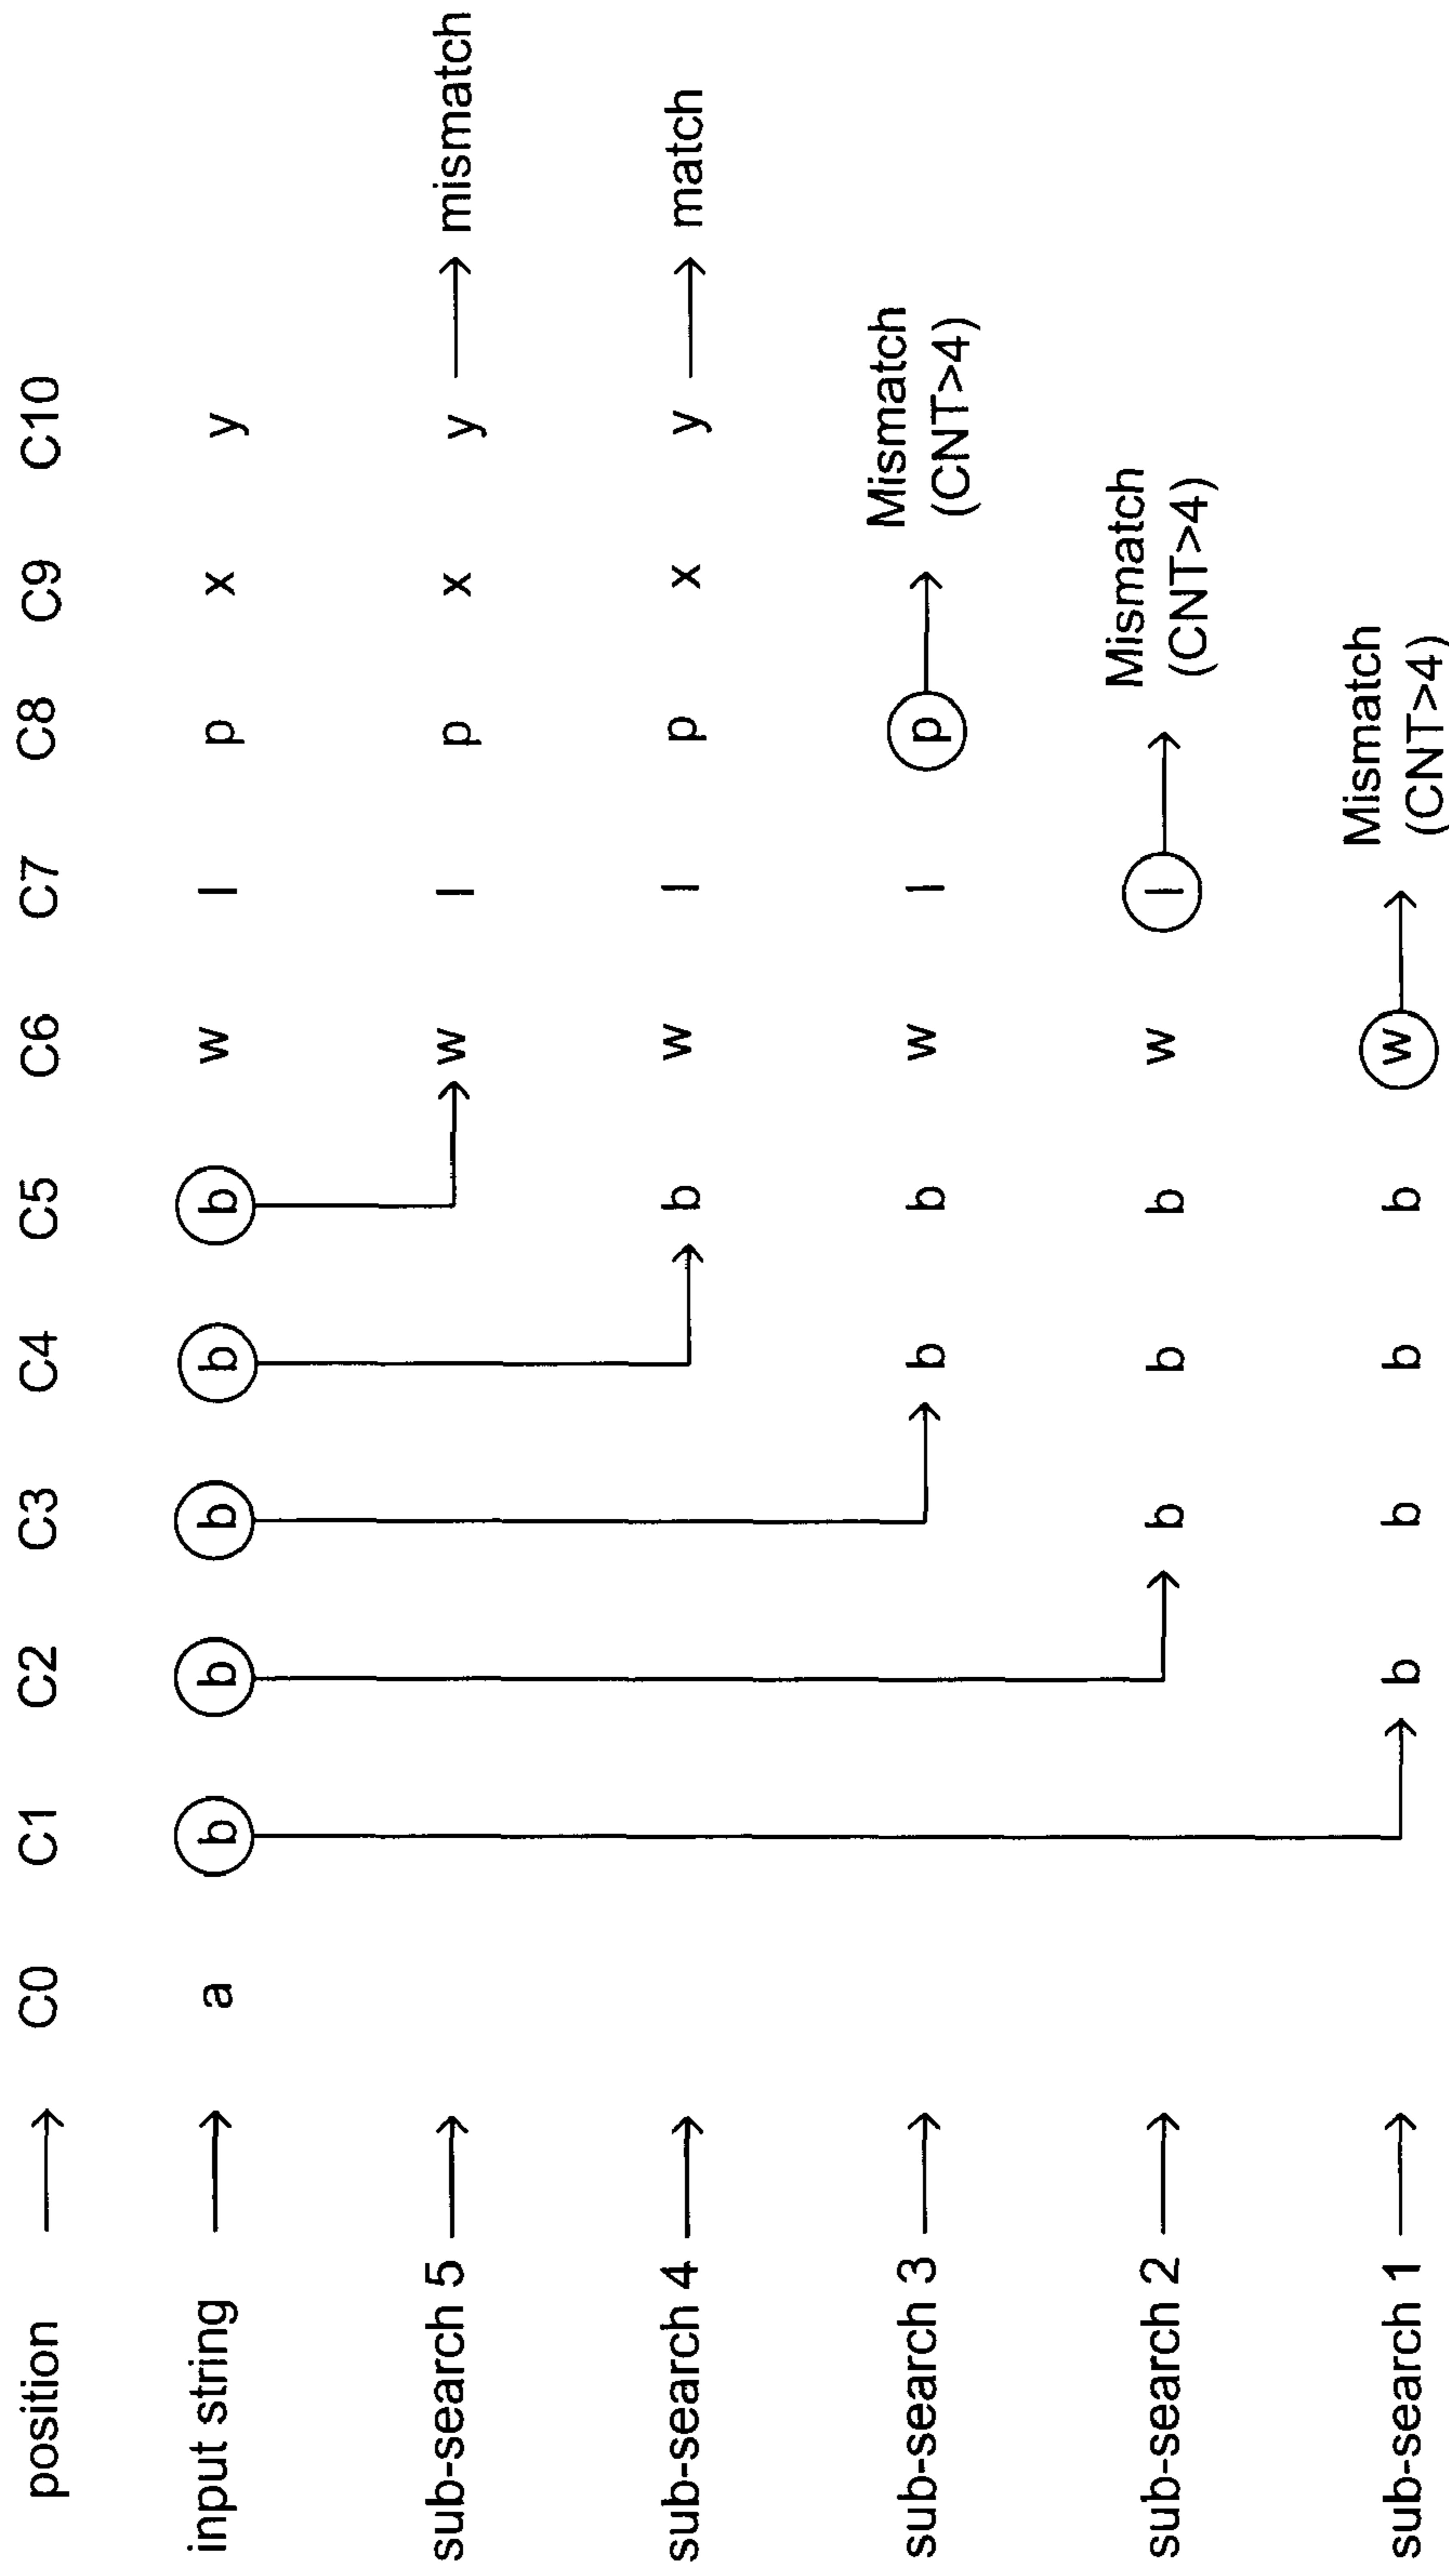 position C0 C1 C2 C3 C4 C5 C6 C7 C8 C9 C10
input string a b b b b b w l p x y
sub-search 5 w l p x y mismatch
sub-search 4 b w l p x y match
sub-search 3 b b w l p Mismatch
(CNT>4)
sub-search 2 b b b w l Mismatch
(CNT>4)
sub-search 1 b b b b w Mismatch
(CNT>4)